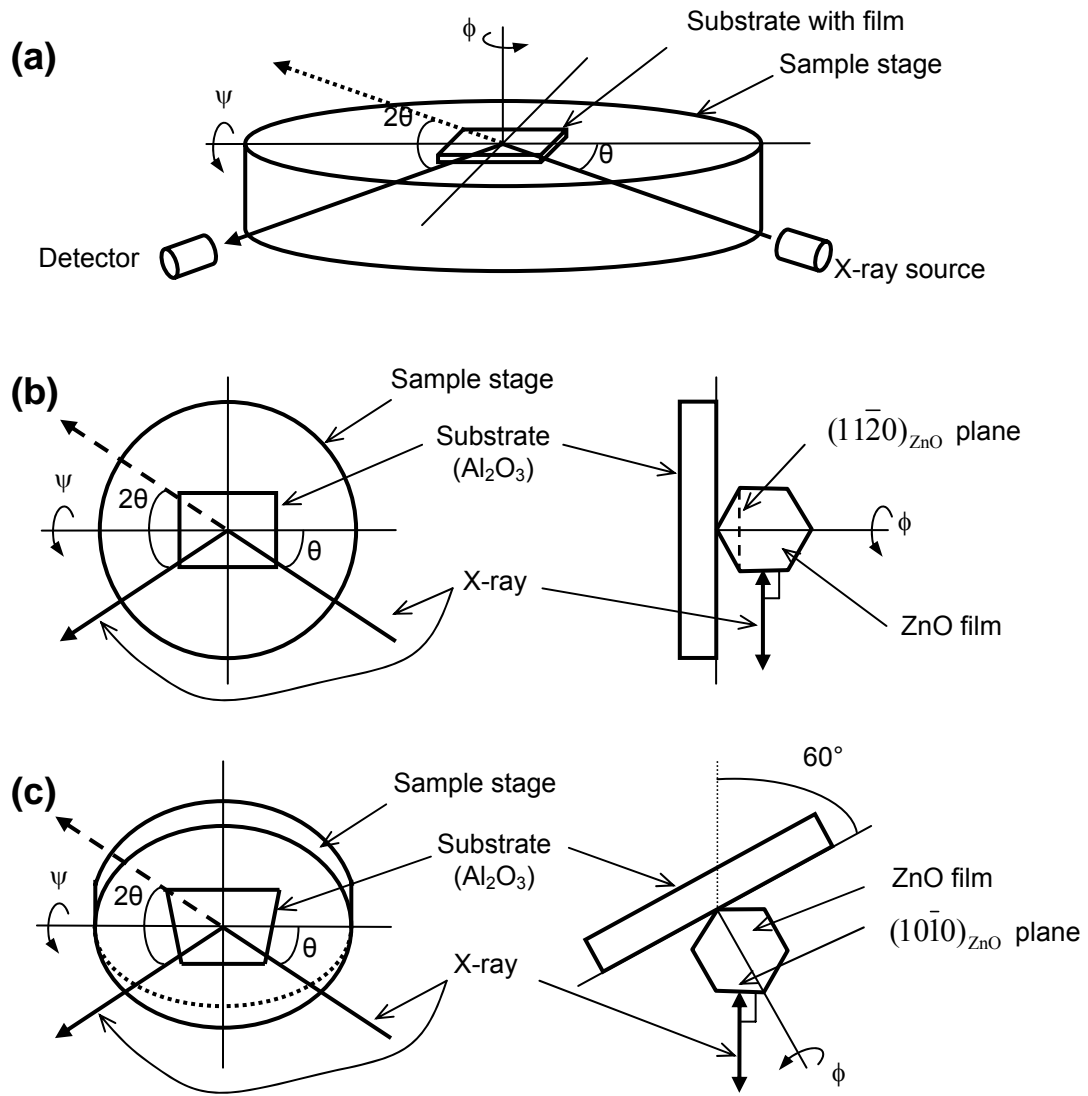 (a)
ϕ
Substrate with film
Sample stage
ψ
2θ
θ
Detector
X-ray source
(b)
Sample stage
Substrate
(Al₂O₃)
ψ
2θ
θ
X-ray
(112̄0)ZnO plane
ϕ
ZnO film
(c)
Sample stage
Substrate
(Al₂O₃)
ψ
2θ
θ
X-ray
60°
ZnO film
(101̄0)ZnO plane
ϕ